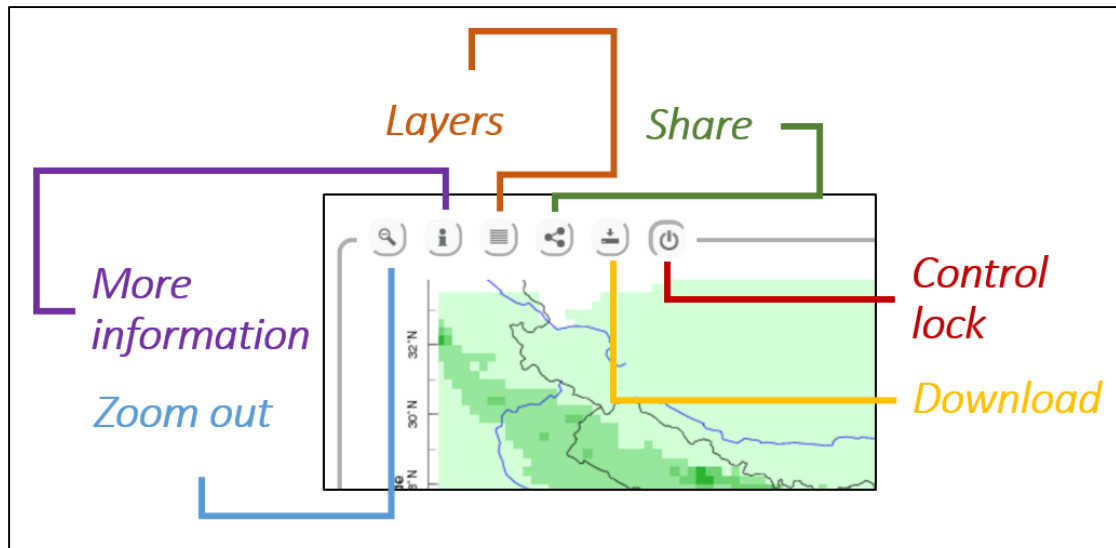 Layers
Share
More
information
Zoom out
Control
lock
Download
32°N
30°N